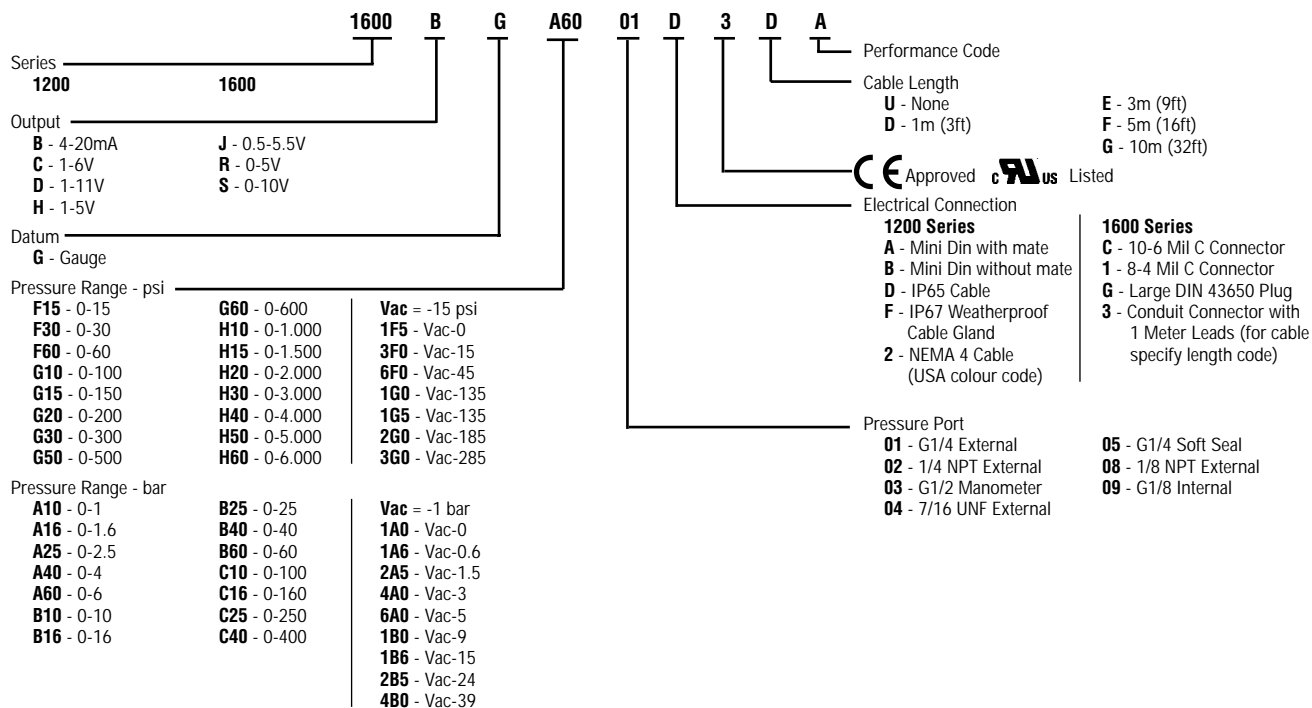 1600 B G A60 01 D 3 D A
Series
1200 1600
Output
B - 4-20mA J - 0.5-5.5V
C - 1-6V R - 0-5V
D - 1-11V S - 0-10V
H - 1-5V
Datum
G - Gauge
Pressure Range - psi
F15 - 0-15 G60 - 0-600 Vac = -15 psi
F30 - 0-30 H10 - 0-1.000 1F5 - Vac-0
F60 - 0-60 H15 - 0-1.500 3F0 - Vac-15
G10 - 0-100 H20 - 0-2.000 6F0 - Vac-45
G15 - 0-150 H30 - 0-3.000 1G0 - Vac-135
G20 - 0-200 H40 - 0-4.000 1G5 - Vac-135
G30 - 0-300 H50 - 0-5.000 2G0 - Vac-185
G50 - 0-500 H60 - 0-6.000 3G0 - Vac-285
Pressure Range - bar
A10 - 0-1 B25 - 0-25 Vac = -1 bar
A16 - 0-1.6 B40 - 0-40 1A0 - Vac-0
A25 - 0-2.5 B60 - 0-60 1A6 - Vac-0.6
A40 - 0-4 C10 - 0-100 2A5 - Vac-1.5
A60 - 0-6 C16 - 0-160 4A0 - Vac-3
B10 - 0-10 C25 - 0-250 6A0 - Vac-5
B16 - 0-16 C40 - 0-400 1B0 - Vac-9
1B6 - Vac-15
2B5 - Vac-24
4B0 - Vac-39
Performance Code
Cable Length
U - None E - 3m (9ft)
D - 1m (3ft) F - 5m (16ft)
G - 10m (32ft)
CE Approved c RU US Listed
Electrical Connection
1200 Series
A - Mini Din with mate
B - Mini Din without mate
D - IP65 Cable
F - IP67 Weatherproof
Cable Gland
2 - NEMA 4 Cable
(USA colour code)
1600 Series
C - 10-6 Mil C Connector
1 - 8-4 Mil C Connector
G - Large DIN 43650 Plug
3 - Conduit Connector with
1 Meter Leads (for cable
specify length code)
Pressure Port
01 - G1/4 External 05 - G1/4 Soft Seal
02 - 1/4 NPT External 08 - 1/8 NPT External
03 - G1/2 Manometer 09 - G1/8 Internal
04 - 7/16 UNF External